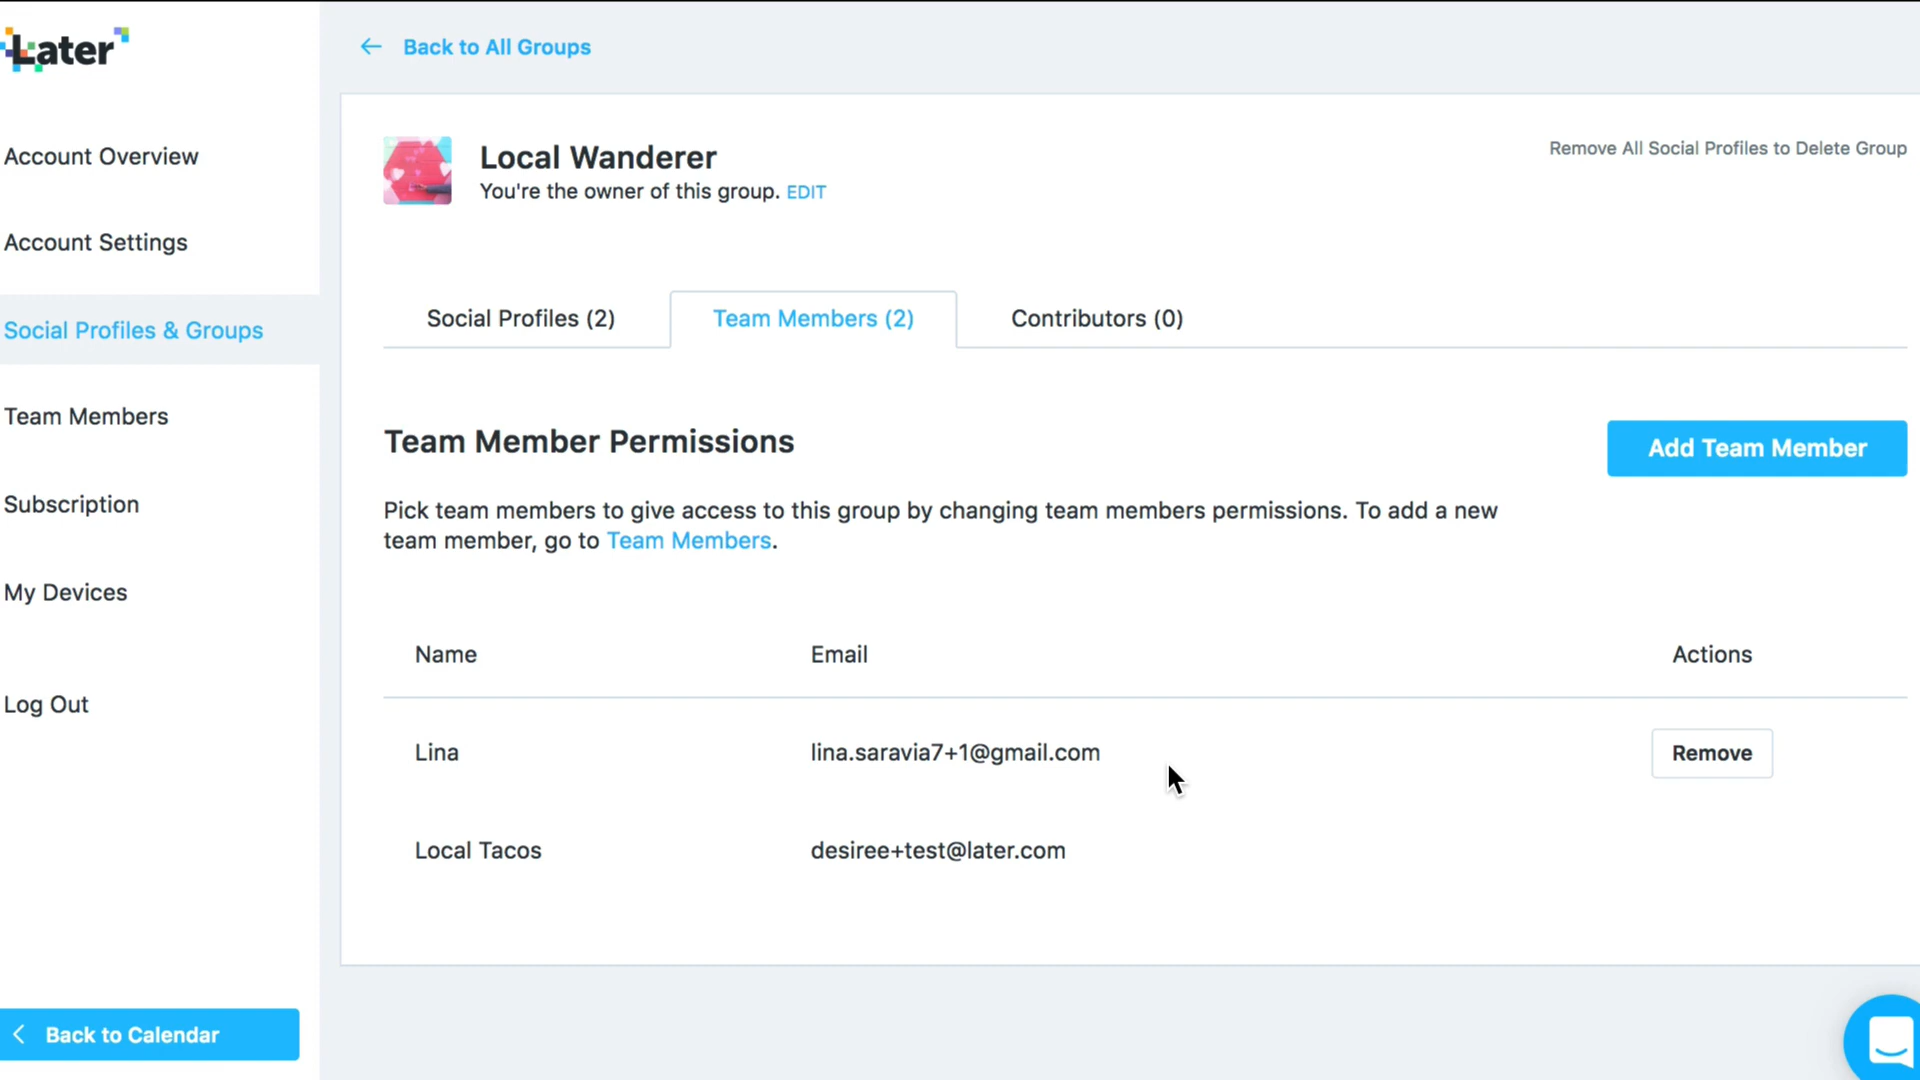 Later
Back to All Groups
Account Overview
Account Settings
Social Profiles & Groups
Team Members
Subscription
My Devices
Log Out
Back to Calendar
Local Wanderer
You're the owner of this group. EDIT
Remove All Social Profiles to Delete Group
Social Profiles (2)
Team Members (2)
Contributors (0)
Team Member Permissions
Add Team Member
Pick team members to give access to this group by changing team members permissions. To add a new
team member, go to Team Members.
Name Email Actions
Lina lina.saravia7+1@gmail.com Remove
Local Tacos desiree+test@later.com